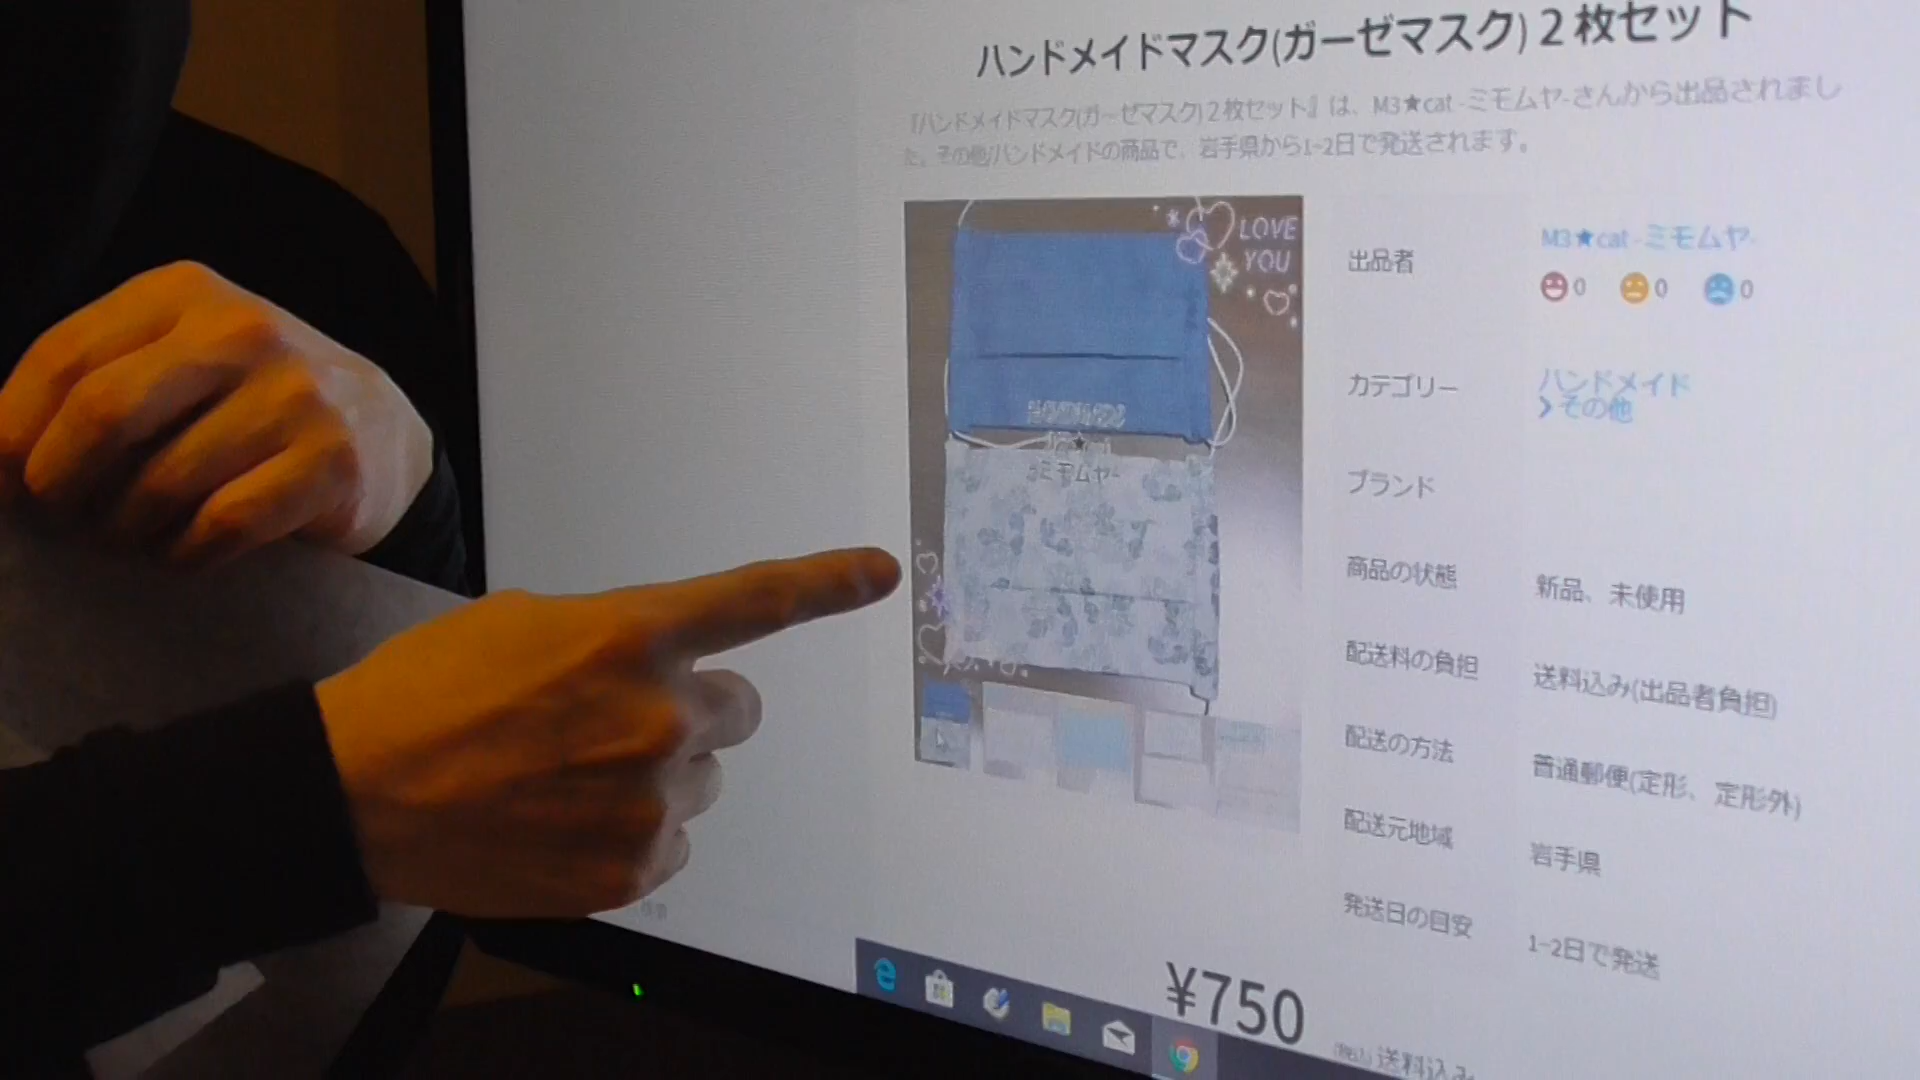 ハンドメイドマスク(ガーゼマスク)２枚セット
『ハンドメイドマスク(ガーゼマスク)２枚セット』は、M3★cat -ミモムヤ-さんから出品されまし
た。その他/ハンドメイドの商品で、岩手県から1~2日で発送されます。
LOVE
YOU
-ミモムヤ-
出品者
M3★cat -ミモムヤ-
0 0 0
カテゴリー
ハンドメイド
その他
ブランド
商品の状態 新品、未使用
配送料の負担 送料込み(出品者負担)
配送の方法 普通郵便(定形、定形外)
配送元地域 岩手県
発送日の目安 1~2日で発送
¥750
送料込み